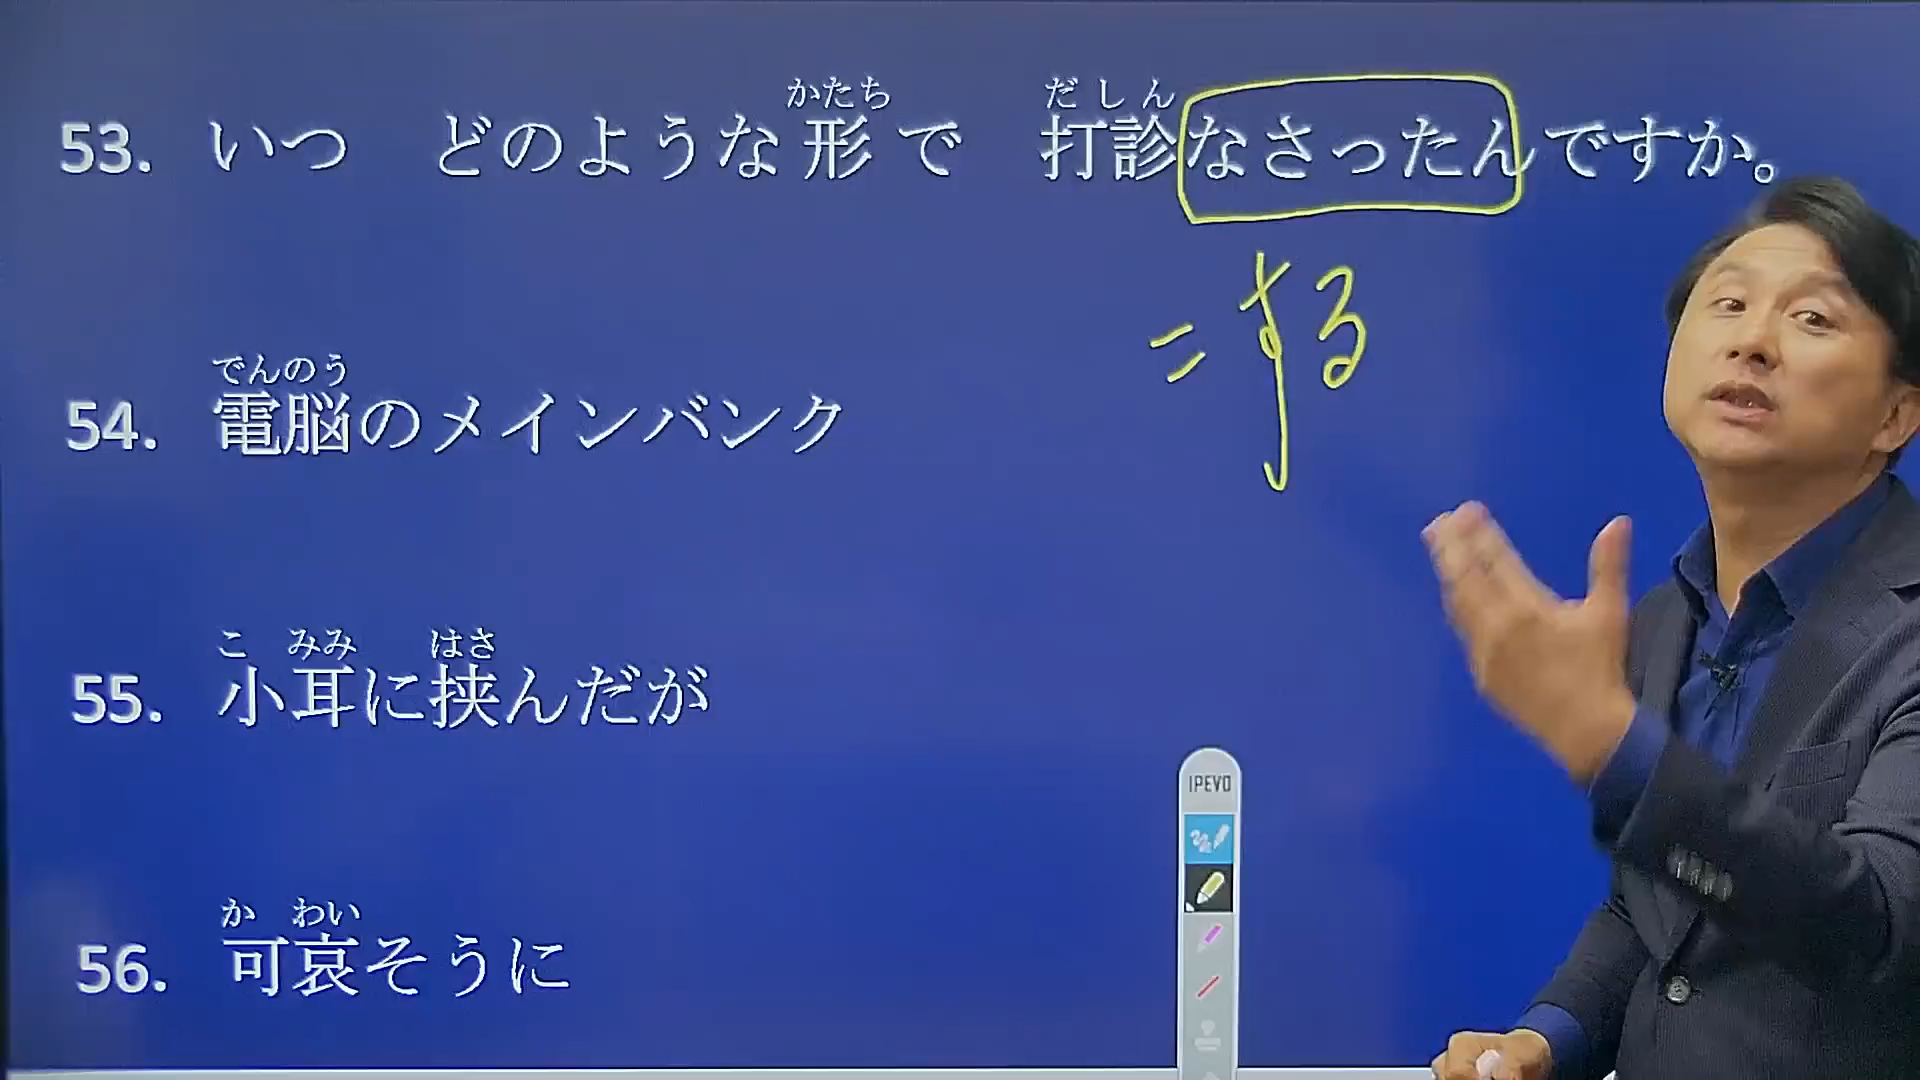 かたち だしん
53. いつ どのような形で 打診なさったんですか。
=する
でんのう
54. 電脳のメインバンク
こ みみ はさ
55. 小耳に挟んだが
か わい
56. 可哀そうに
IPEVO